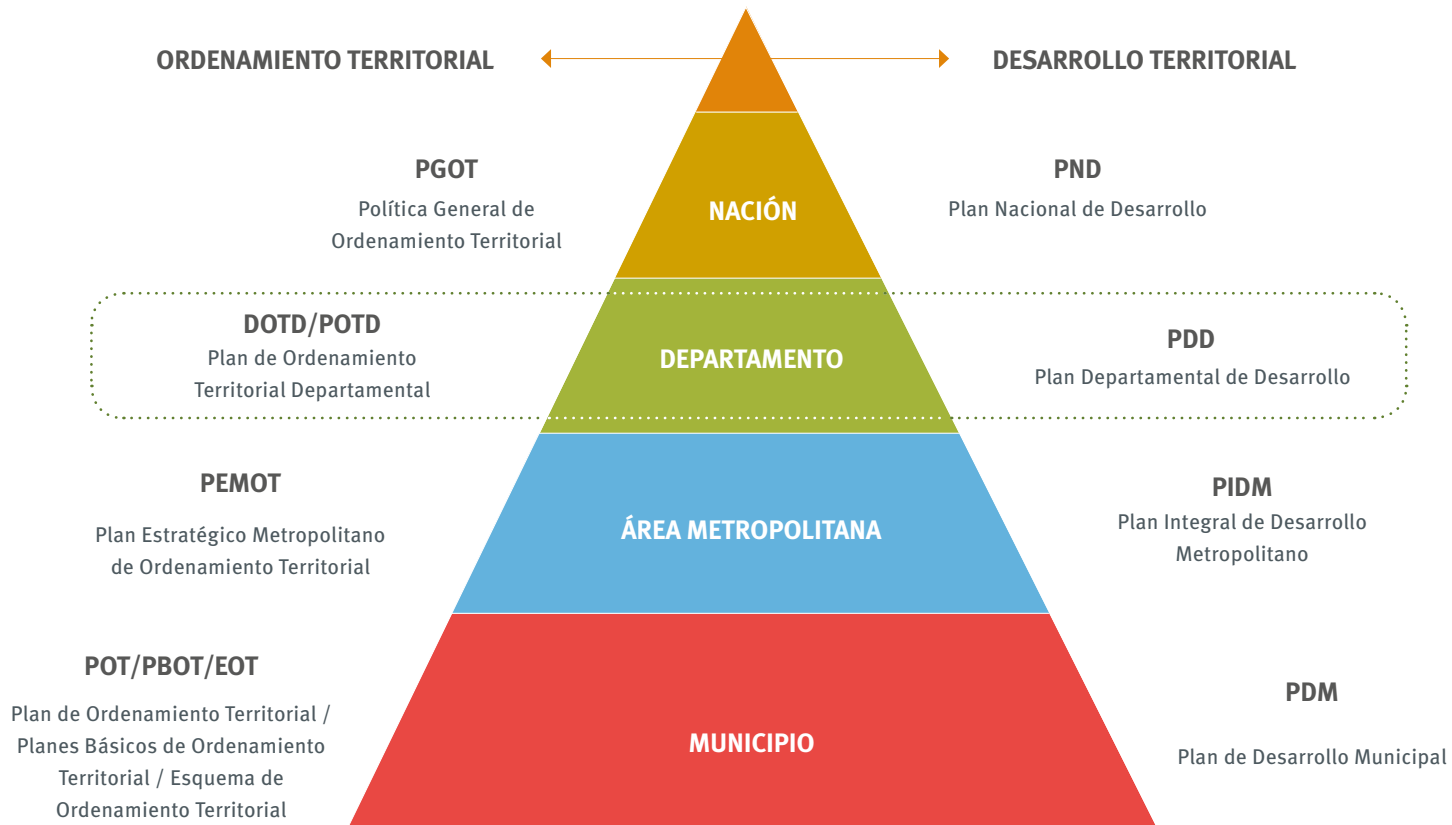 ORDENAMIENTO TERRITORIAL
DESARROLLO TERRITORIAL
PGOT
Política General de
Ordenamiento Territorial
NACIÓN
PND
Plan Nacional de Desarrollo
DOTD/POTD
Plan de Ordenamiento
Territorial Departamental
DEPARTAMENTO
PDD
Plan Departamental de Desarrollo
PEMOT
Plan Estratégico Metropolitano
de Ordenamiento Territorial
ÁREA METROPOLITANA
PIDM
Plan Integral de Desarrollo
Metropolitano
POT/PBOT/EOT
Plan de Ordenamiento Territorial /
Planes Básicos de Ordenamiento
Territorial / Esquema de
Ordenamiento Territorial
MUNICIPIO
PDM
Plan de Desarrollo Municipal